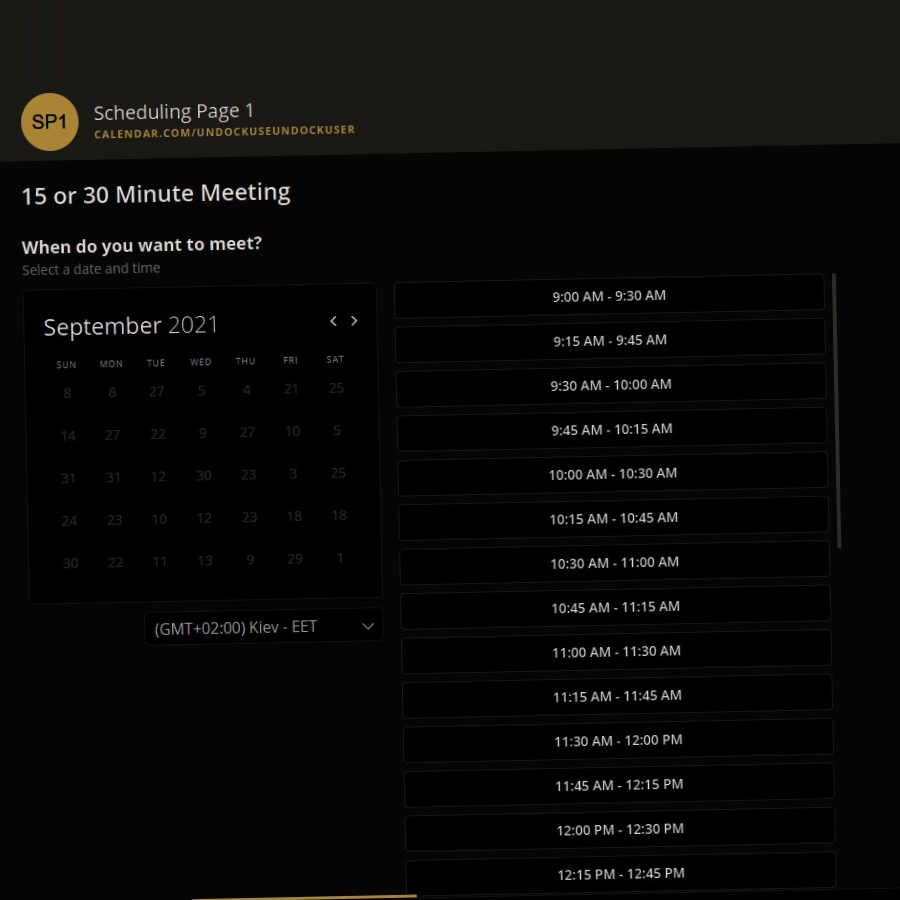 SP1
Scheduling Page 1
CALENDAR.COM/UNDOCKUSEUNDOCKUSER
15 or 30 Minute Meeting
When do you want to meet?
Select a date and time
September 2021
SUN MON TUE WED THU FRI SAT
8 8 27 5 4 21 25
14 27 22 9 27 10 5
31 31 12 30 23 3 25
24 23 10 12 23 18 18
30 22 11 13 9 29 1
(GMT+02:00) Kiev - EET
9:00 AM - 9:30 AM
9:15 AM - 9:45 AM
9:30 AM - 10:00 AM
9:45 AM - 10:15 AM
10:00 AM - 10:30 AM
10:15 AM - 10:45 AM
10:30 AM - 11:00 AM
10:45 AM - 11:15 AM
11:00 AM - 11:30 AM
11:15 AM - 11:45 AM
11:30 AM - 12:00 PM
11:45 AM - 12:15 PM
12:00 PM - 12:30 PM
12:15 PM - 12:45 PM